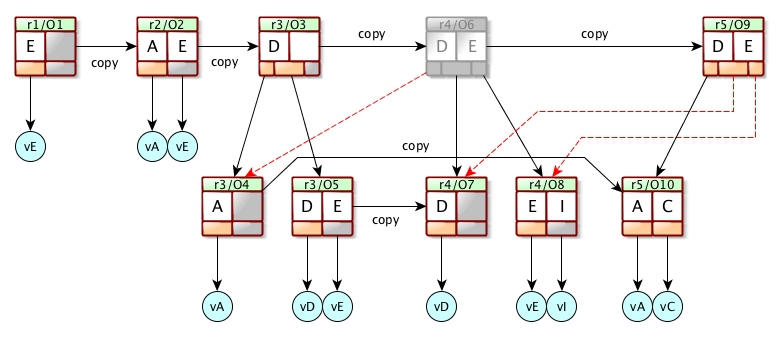 r1/O1 r2/O2 r3/O3 r4/O6 r5/O9
E A E D D E D E
copy copy copy copy
vE vA vE
copy
r3/O4 r3/O5 r4/O7 r4/O8 r5/O10
A D E D E I A C
copy
vA vD vE vD vE vI vA vC